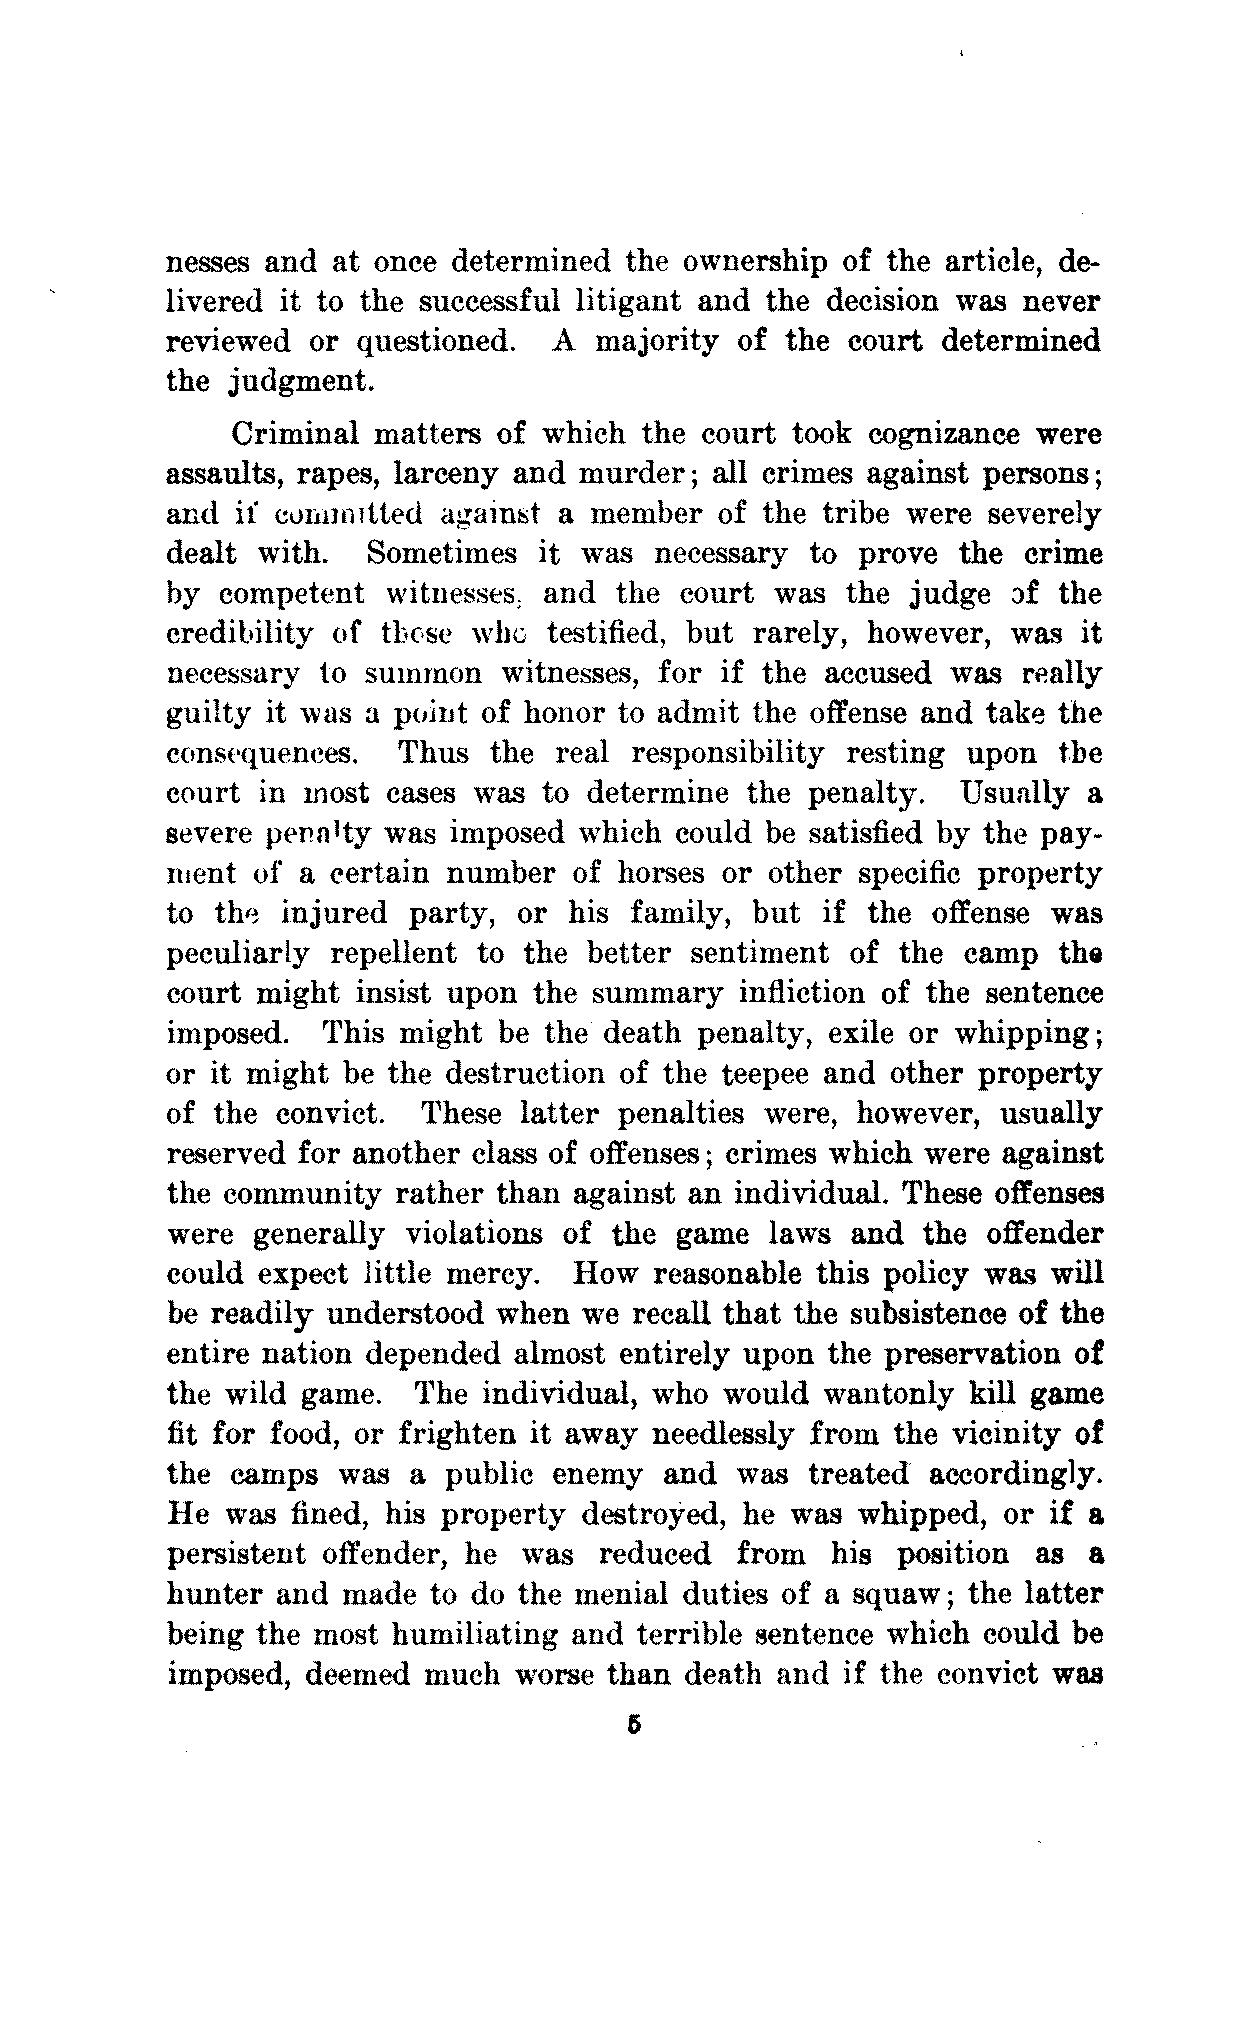 nesses and at once determined the ownership of the article, de-
livered it to the successful litigant and the decision was never
reviewed or questioned. A majority of the court determined
the judgment.
Criminal matters of which the court took cognizance were
assaults, rapes, larceny and murder; all crimes against persons;
and if committed against a member of the tribe were severely
dealt with. Sometimes it was necessary to prove the crime
by competent witnesses, and the court was the judge of the
credibility of those who testified, but rarely, however, was it
necessary to summon witnesses, for if the accused was really
guilty it was a point of honor to admit the offense and take the
consequences. Thus the real responsibility resting upon the
court in most cases was to determine the penalty. Usually a
severe penalty was imposed which could be satisfied by the pay-
ment of a certain number of horses or other specific property
to the injured party, or his family, but if the offense was
peculiarly repellent to the better sentiment of the camp the
court might insist upon the summary infliction of the sentence
imposed. This might be the death penalty, exile or whipping;
or it might be the destruction of the teepee and other property
of the convict. These latter penalties were, however, usually
reserved for another class of offenses; crimes which were against
the community rather than against an individual. These offenses
were generally violations of the game laws and the offender
could expect little mercy. How reasonable this policy was will
be readily understood when we recall that the subsistence of the
entire nation depended almost entirely upon the preservation of
the wild game. The individual, who would wantonly kill game
fit for food, or frighten it away needlessly from the vicinity of
the camps was a public enemy and was treated accordingly.
He was fined, his property destroyed, he was whipped, or if a
persistent offender, he was reduced from his position as a
hunter and made to do the menial duties of a squaw; the latter
being the most humiliating and terrible sentence which could be
imposed, deemed much worse than death and if the convict was
5